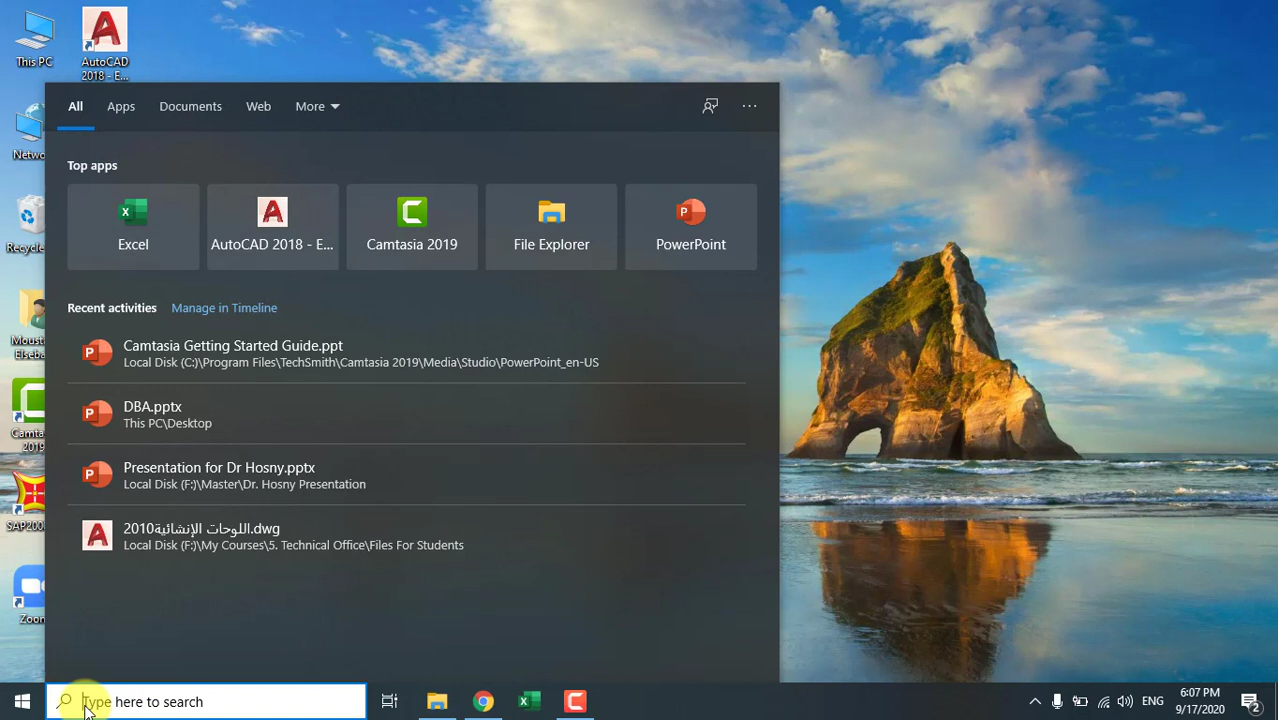 This PC
AutoCAD
2018 - E...
All
Apps
Documents
Web
More
Top apps
Excel
AutoCAD 2018 - E...
Camtasia 2019
File Explorer
PowerPoint
Recent activities
Manage in Timeline
Camtasia Getting Started Guide.ppt
Local Disk (C:)\Program Files\TechSmith\Camtasia 2019\Media\Studio\PowerPoint_en-US
DBA.pptx
This PC\Desktop
Presentation for Dr Hosny.pptx
Local Disk (F:)\Master\Dr. Hosny Presentation
اللوحات الإنشائية2010.dwg
Local Disk (F:)\My Courses\5. Technical Office\Files For Students
Netwo
Recycle
Moust
Elseba
Camta
2019
SAP200
Zoo
Type here to search
ENG
6:07 PM
9/17/2020
2